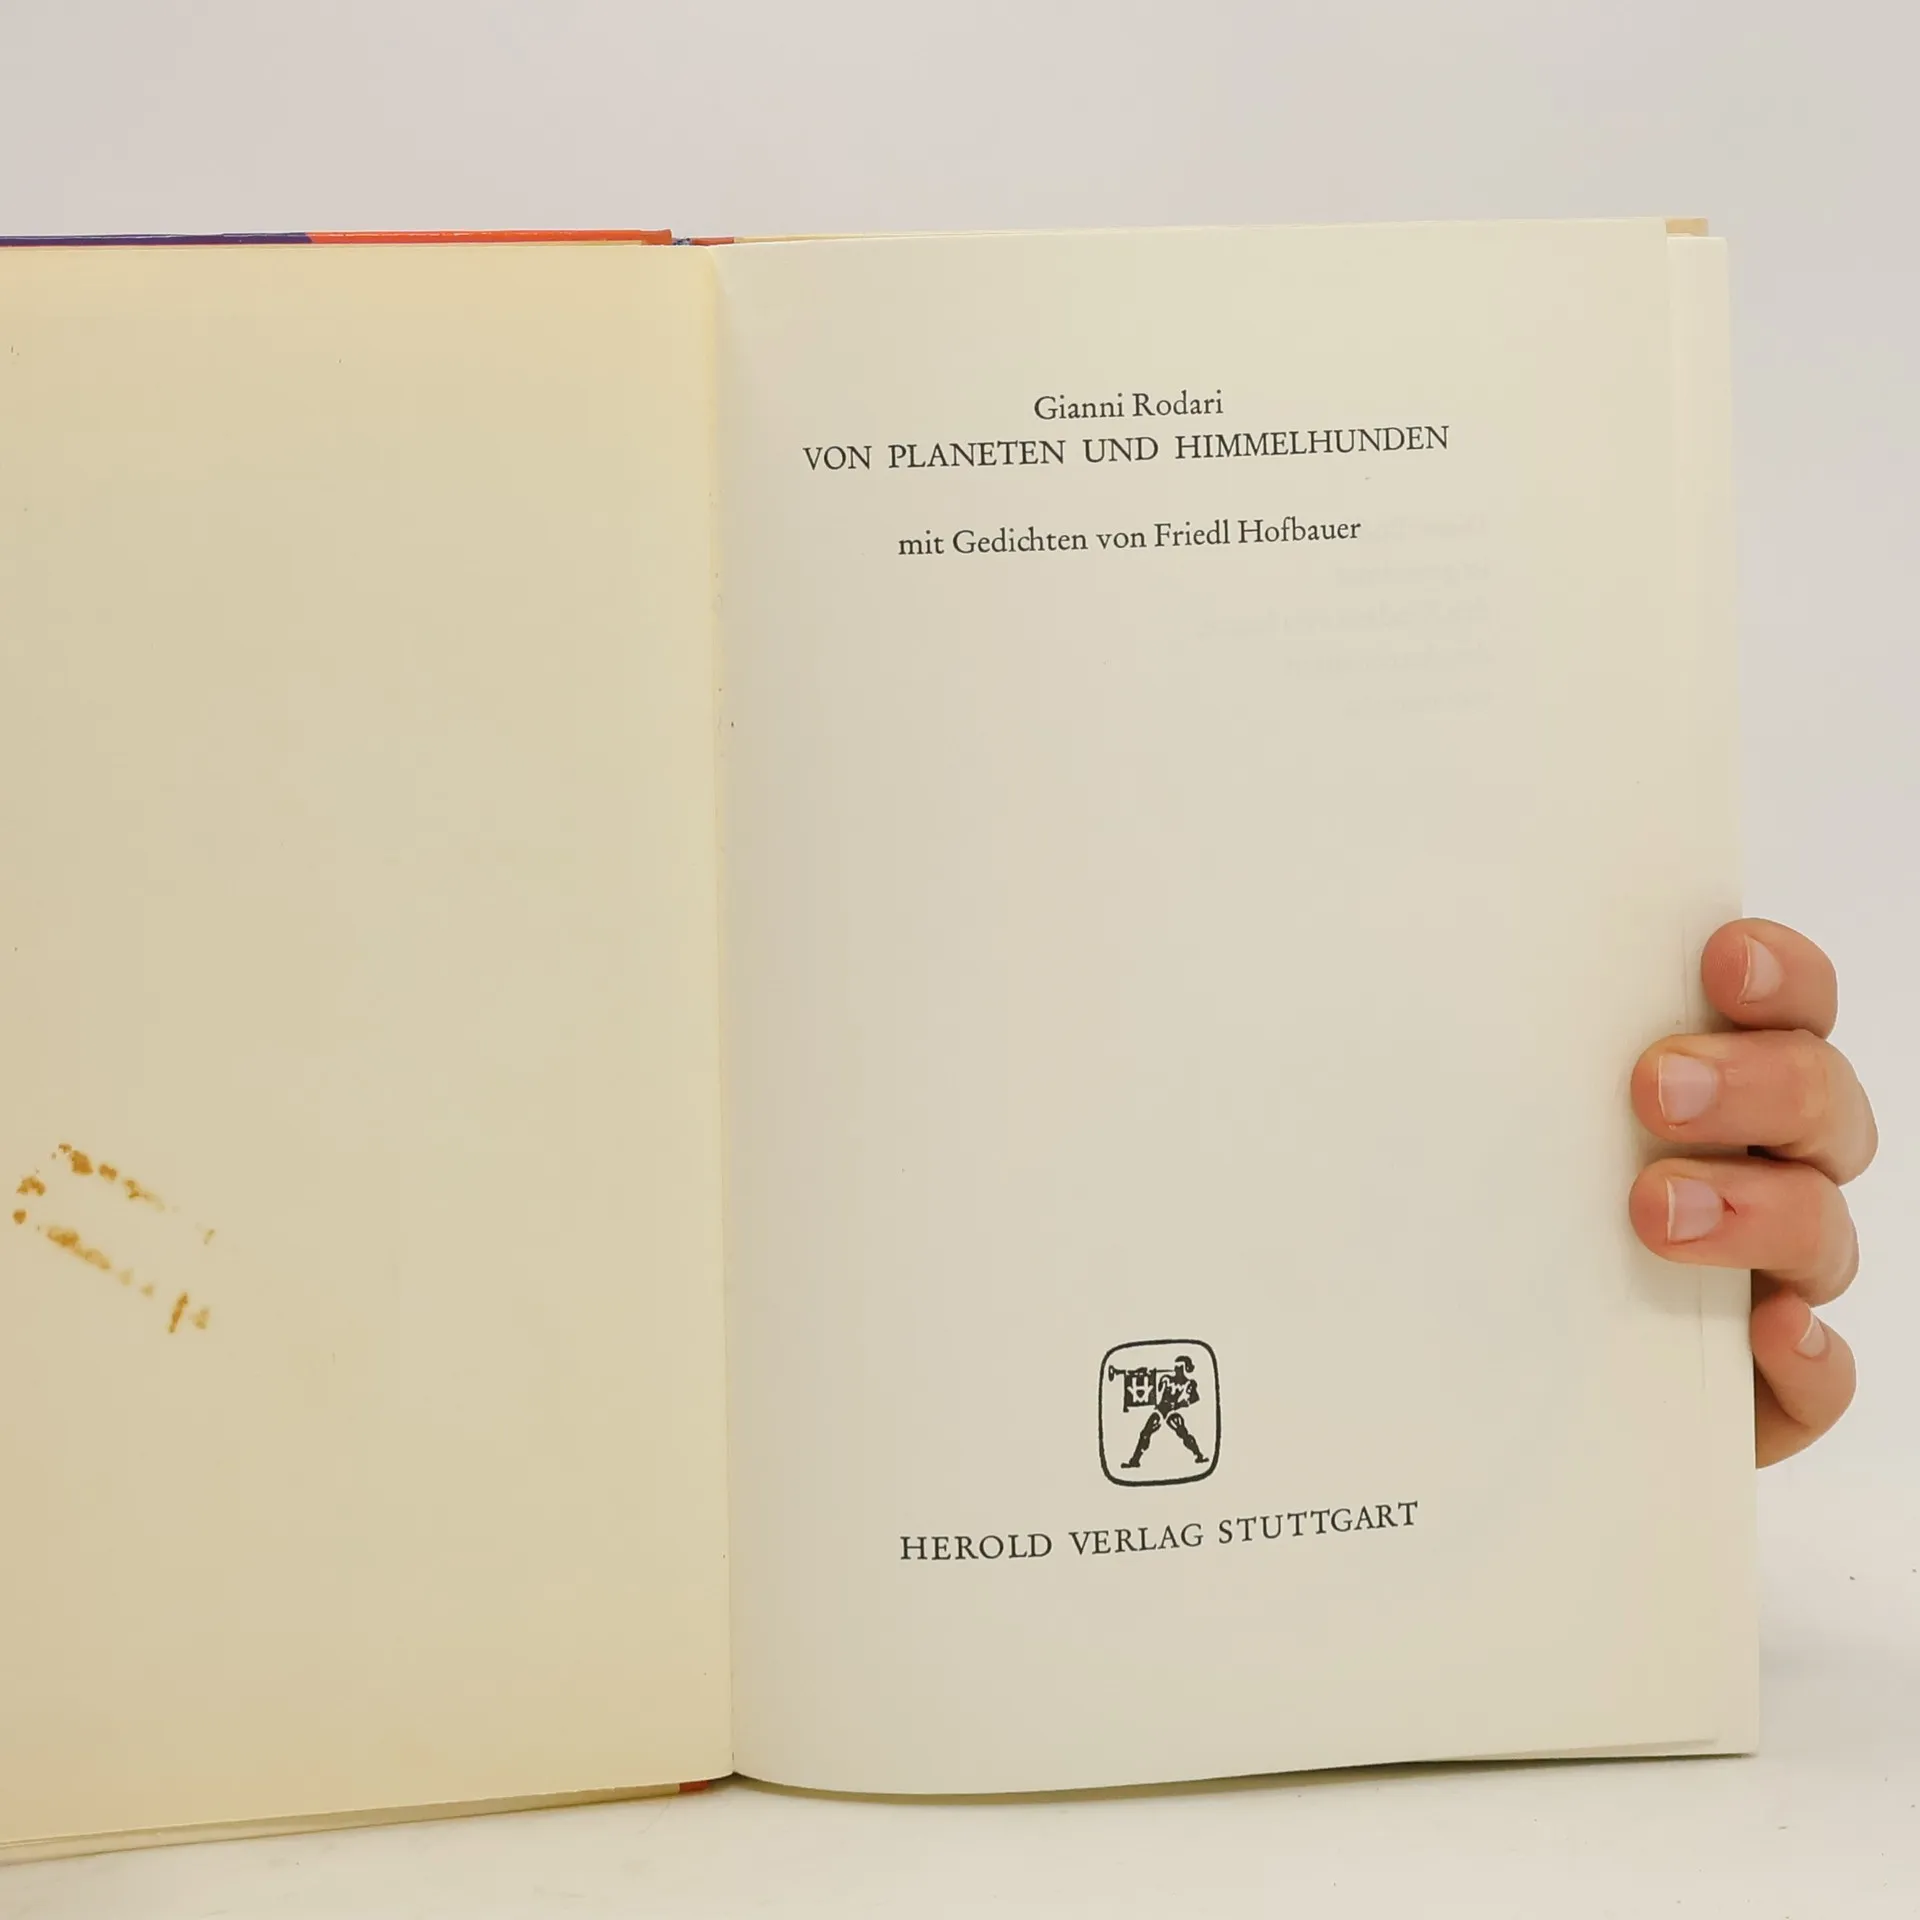 Gianni Rodari
VON PLANETEN UND HIMMELHUNDEN
mit Gedichten von Friedl Hofbauer
H
HEROLD VERLAG STUTTGART